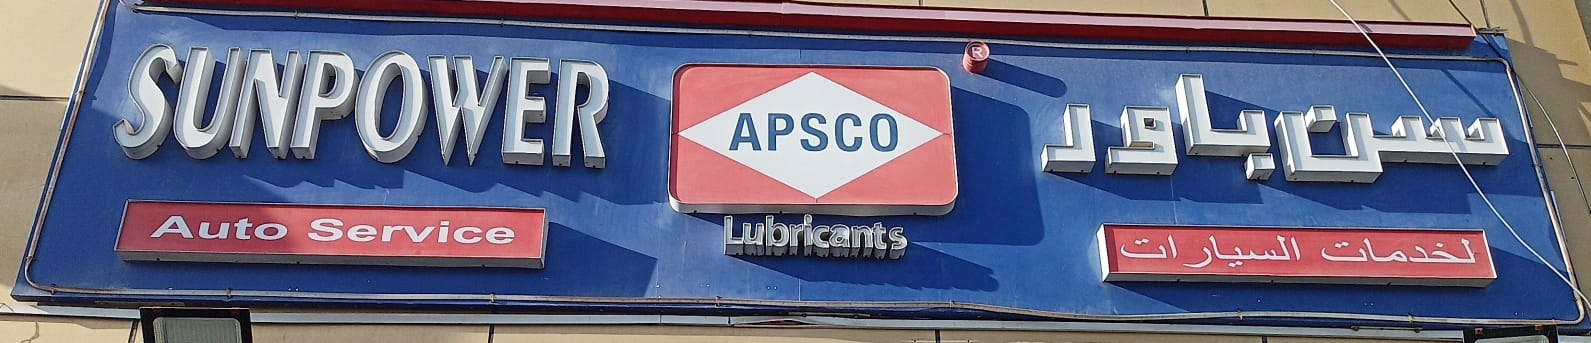 SUNPOWER
Auto Service
APSCO
®
Lubricants
سن باور
لخدمات السيارات